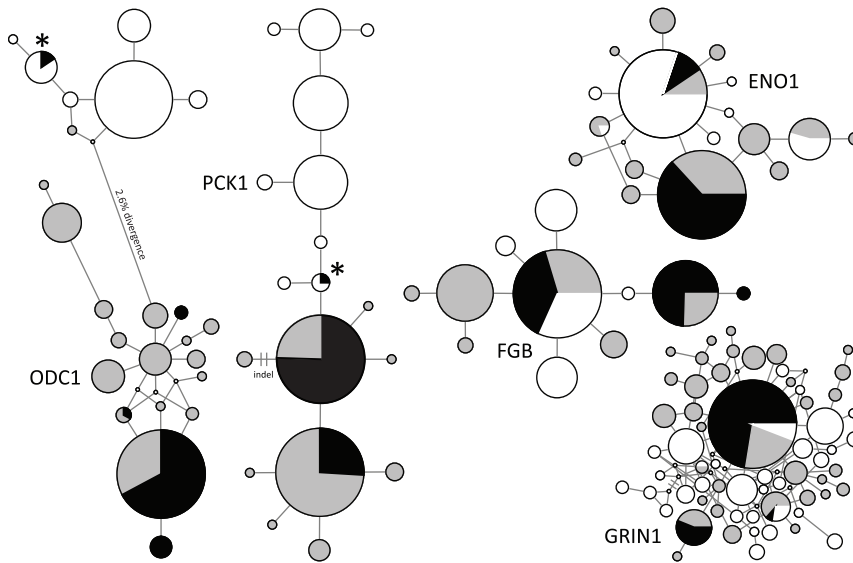 *
ENO1
PCK1
2.6% divergence
*
FGB
ODC1
indel
GRIN1